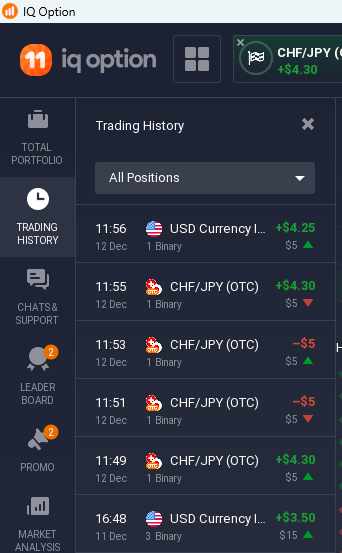 IQ Option
iq option
CHF/JPY (
+$4.30
TOTAL
PORTFOLIO
TRADING
HISTORY
CHATS &
SUPPORT
2
LEADER
BOARD
2
PROMO
MARKET
ANALYSIS
Trading History
All Positions
11:56 USD Currency I... +$4.25
12 Dec 1 Binary $5
11:55 CHF/JPY (OTC) +$4.30
12 Dec 1 Binary $5
11:53 CHF/JPY (OTC) −$5
12 Dec 1 Binary $5
11:51 CHF/JPY (OTC) −$5
12 Dec 1 Binary $5
11:49 CHF/JPY (OTC) +$4.30
12 Dec 1 Binary $5
16:48 USD Currency I... +$3.50
11 Dec 3 Binary $15
H